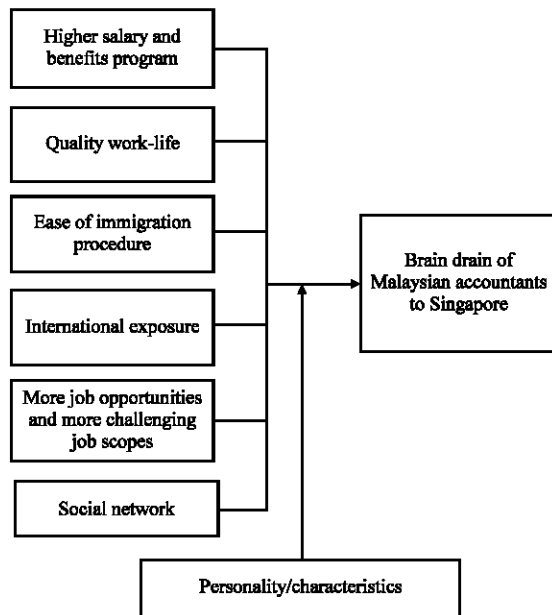 Higher salary and
benefits program
Quality work-life
Ease of immigration
procedure
International exposure
More job opportunities
and more challenging
job scopes
Social network
Brain drain of
Malaysian accountants
to Singapore
Personality/characteristics